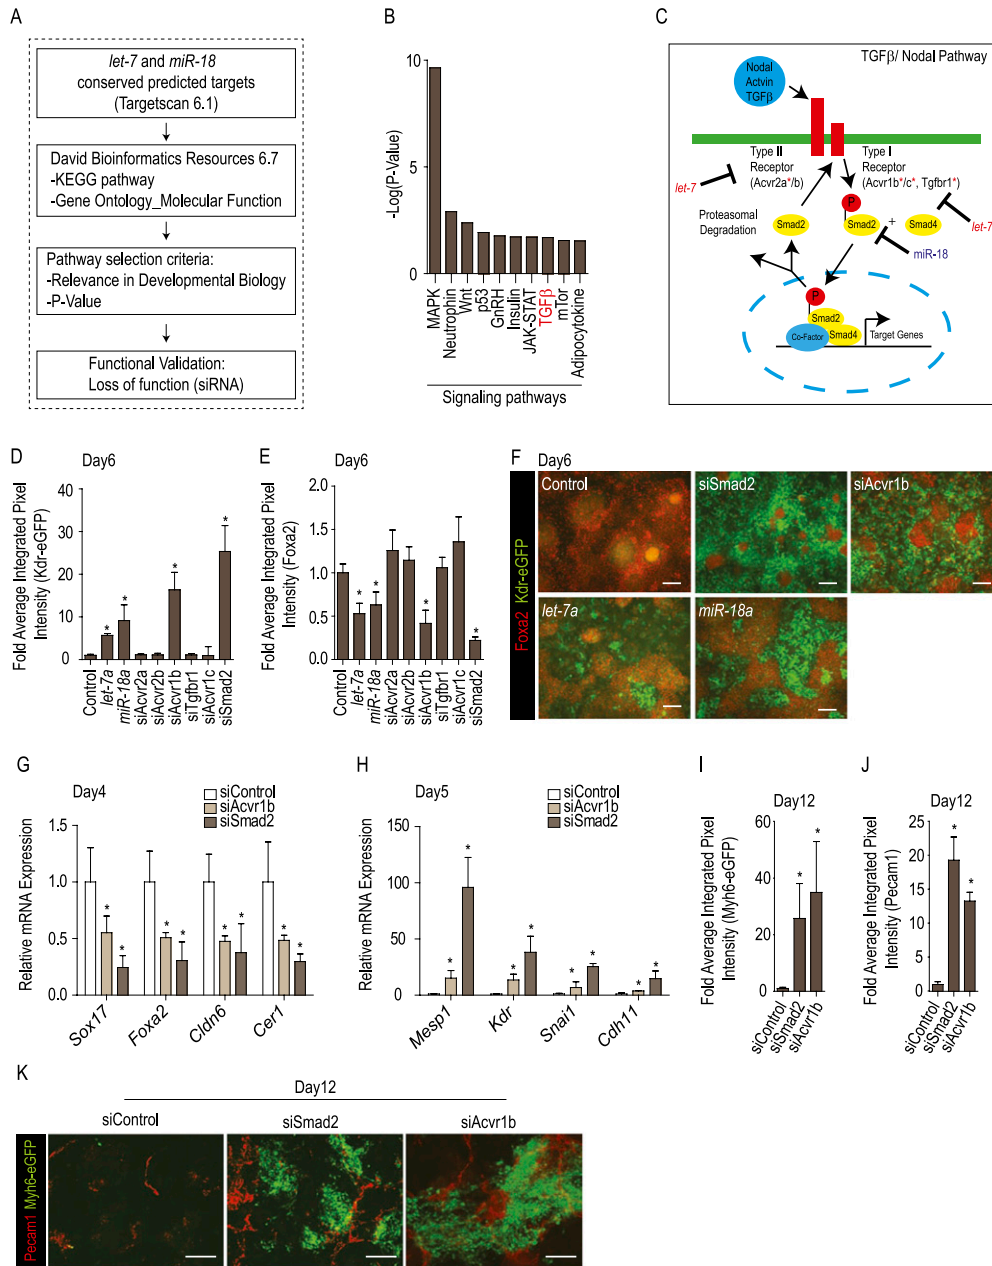 A
let-7 and miR-18
conserved predicted targets
(Targetscan 6.1)
David Bioinformatics Resources 6.7
-KEGG pathway
-Gene Ontology_Molecular Function
Pathway selection criteria:
-Relevance in Developmental Biology
-P-Value
Functional Validation:
Loss of function (siRNA)
B
-Log(P-Value)
10
5
0
MAPK
Neutrophin
Wnt
p53
GnRH
Insulin
JAK-STAT
TGFβ
mTor
Adipocytokine
Signaling pathways
C
TGFβ/ Nodal Pathway
Nodal
Actvin
TGFβ
Type II
Receptor
(Acvr2a*/b)
Type I
Receptor
(Acvr1b*/c*, Tgfbr1*)
let-7
P
Proteasomal
Degradation
Smad2
Smad2
+
Smad4
let-7
miR-18
P
Smad2
Smad4
Co-Factor
Target Genes
D
Day6
Fold Average Integrated Pixel
Intensity (Kdr-eGFP)
40
30
20
10
0
* * * *
Control
let-7a
miR-18a
siAcvr2a
siAcvr2b
siAcvr1b
siTgfbr1
siAcvr1c
siSmad2
E
Day6
Fold Average Integrated Pixel
Intensity (Foxa2)
2.0
1.5
1.0
0.5
0.0
* * * *
Control
let-7a
miR-18a
siAcvr2a
siAcvr2b
siAcvr1b
siTgfbr1
siAcvr1c
siSmad2
F
Day6
Foxa2 Kdr-eGFP
Control
siSmad2
siAcvr1b
let-7a
miR-18a
G
Day4
siControl
siAcvr1b
siSmad2
Relative mRNA Expression
1.5
1.0
0.5
0.0
* * * * * * * *
Sox17
Foxa2
Cldn6
Cer1
H
Day5
siControl
siAcvr1b
siSmad2
Relative mRNA Expression
150
100
50
0
* * * * * * * *
Mesp1
Kdr
Snai1
Cdh11
I
Day12
Fold Average Integrated Pixel
Intensity (Myh6-eGFP)
60
40
20
0
* *
siControl
siSmad2
siAcvr1b
J
Day12
Fold Average Integrated Pixel
Intensity (Pecam1)
25
20
15
10
5
0
* *
siControl
siSmad2
siAcvr1b
K
Day12
siControl
siSmad2
siAcvr1b
Pecam1 Myh6-eGFP